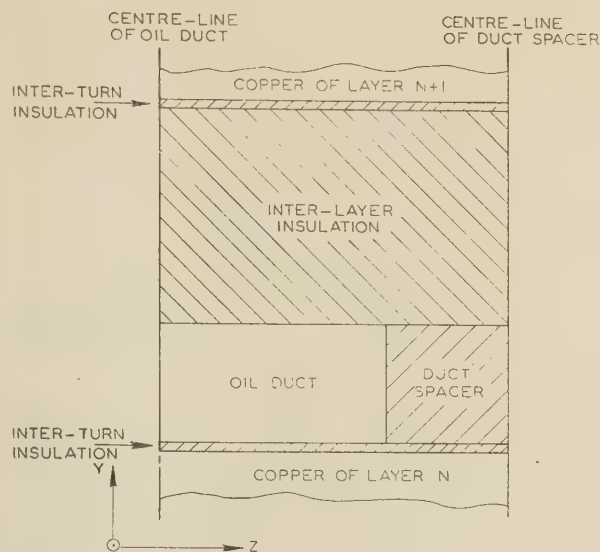 CENTRE-LINE
OF OIL DUCT
CENTRE-LINE
OF DUCT SPACER
COPPER OF LAYER N+1
INTER-TURN
INSULATION
INTER-LAYER
INSULATION
OIL DUCT
DUCT
SPACER
INTER-TURN
INSULATION
COPPER OF LAYER N
Y
Z